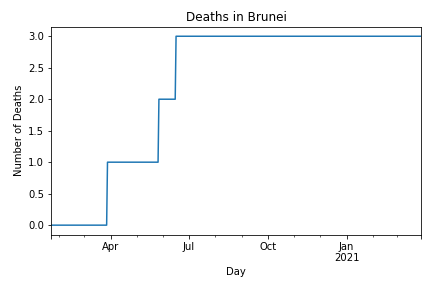 Deaths in Brunei
3.0
2.5
2.0
1.5
1.0
0.5
0.0
Number of Deaths
Apr
Jul
Oct
Jan
2021
Day